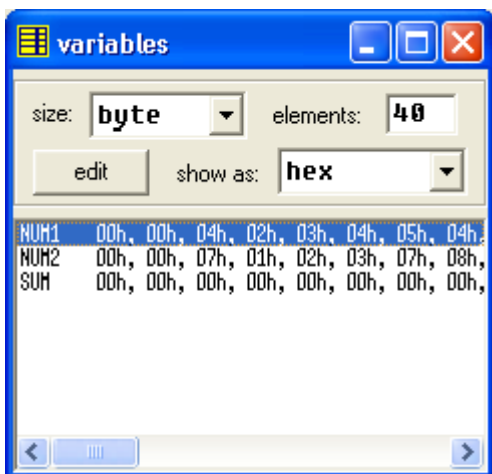 variables
size: byte elements: 40
edit show as: hex
NUM1 00h, 00h, 04h, 02h, 03h, 04h, 05h, 04h,
NUM2 00h, 00h, 07h, 01h, 02h, 03h, 07h, 08h,
SUM 00h, 00h, 00h, 00h, 00h, 00h, 00h, 00h,